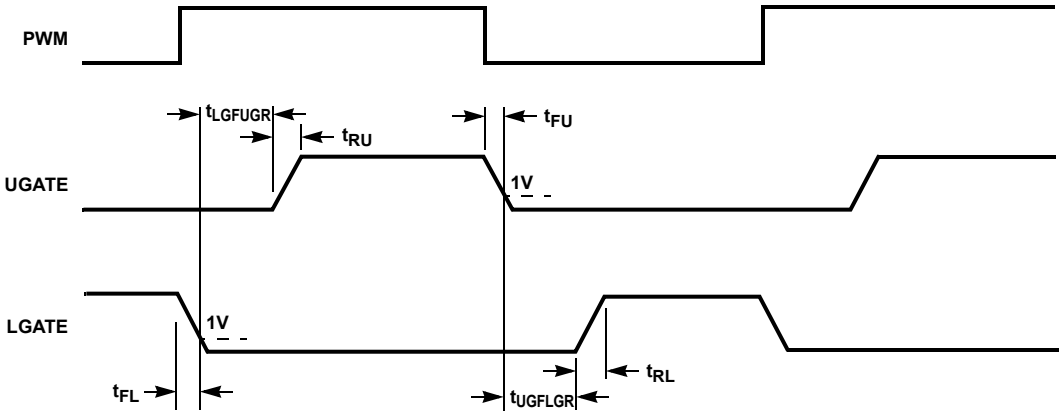 PWM
tLGFUGR
tRU
tFU
UGATE
1V
LGATE
1V
tFL
tRL
tUGFLGR